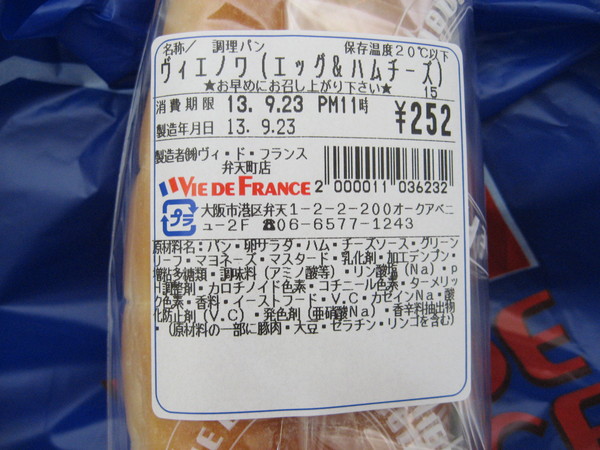 名称／ 調理パン 保存温度20℃以下
ヴィエノワ(エッグ&ハムチーズ)
★お早めにお召し上がり下さい★ 15
消費期限 13.9.23 PM11時
¥252
製造年月日 13.9.23
製造者㈱ヴィ・ド・フランス
弁天町店
VIE DE FRANCE
2 000011 036232
プラ
大阪市港区弁天1-2-2-200オークアベニ
ュー2F ☎06-6577-1243
原材料名:パン・卵サラダ・ハム・チーズソース・グリーン
リーフ・マヨネーズ・マスタード・乳化剤・加工デンプン・
増粘多糖類・調味料(アミノ酸等)・リン酸塩(Na)・p
H調整剤・カロチノイド色素・コチニール色素・ターメリッ
ク色素・香料・イーストフード・V.C・カゼインNa・酸
化防止剤(V.C)・発色剤(亜硝酸Na)・香辛料抽出物
・(原材料の一部に豚肉・大豆・ゼラチン・リンゴを含む)